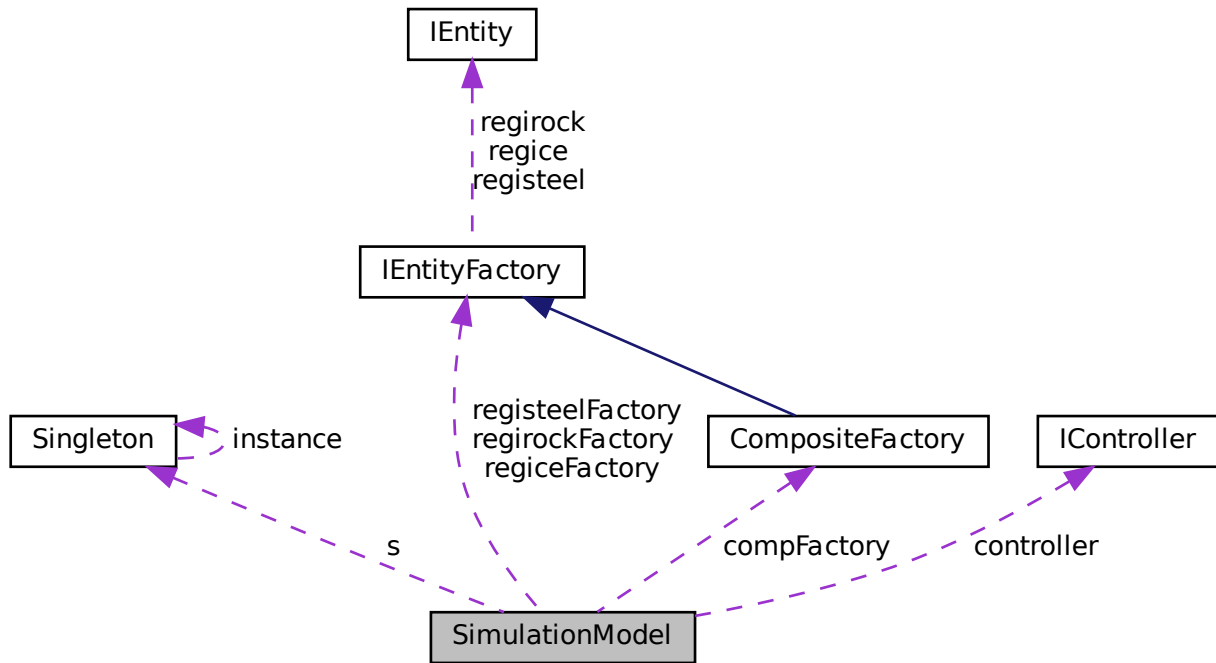 IEntity
regirock
regice
registeel
IEntityFactory
registeelFactory
regirockFactory
regiceFactory
Singleton
instance
CompositeFactory
IController
s
compFactory
controller
SimulationModel